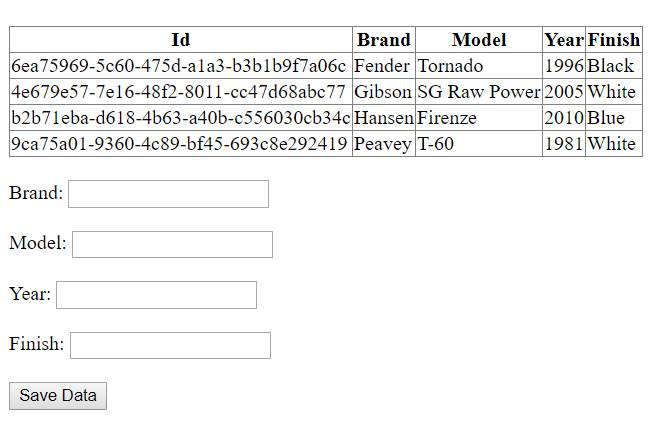 Id Brand Model Year Finish
6ea75969-5c60-475d-a1a3-b3b1b9f7a06c Fender Tornado 1996 Black
4e679e57-7e16-48f2-8011-cc47d68abc77 Gibson SG Raw Power 2005 White
b2b71eba-d618-4b63-a40b-c556030cb34c Hansen Firenze 2010 Blue
9ca75a01-9360-4c89-bf45-693c8e292419 Peavey T-60 1981 White
Brand:
Model:
Year:
Finish:
Save Data